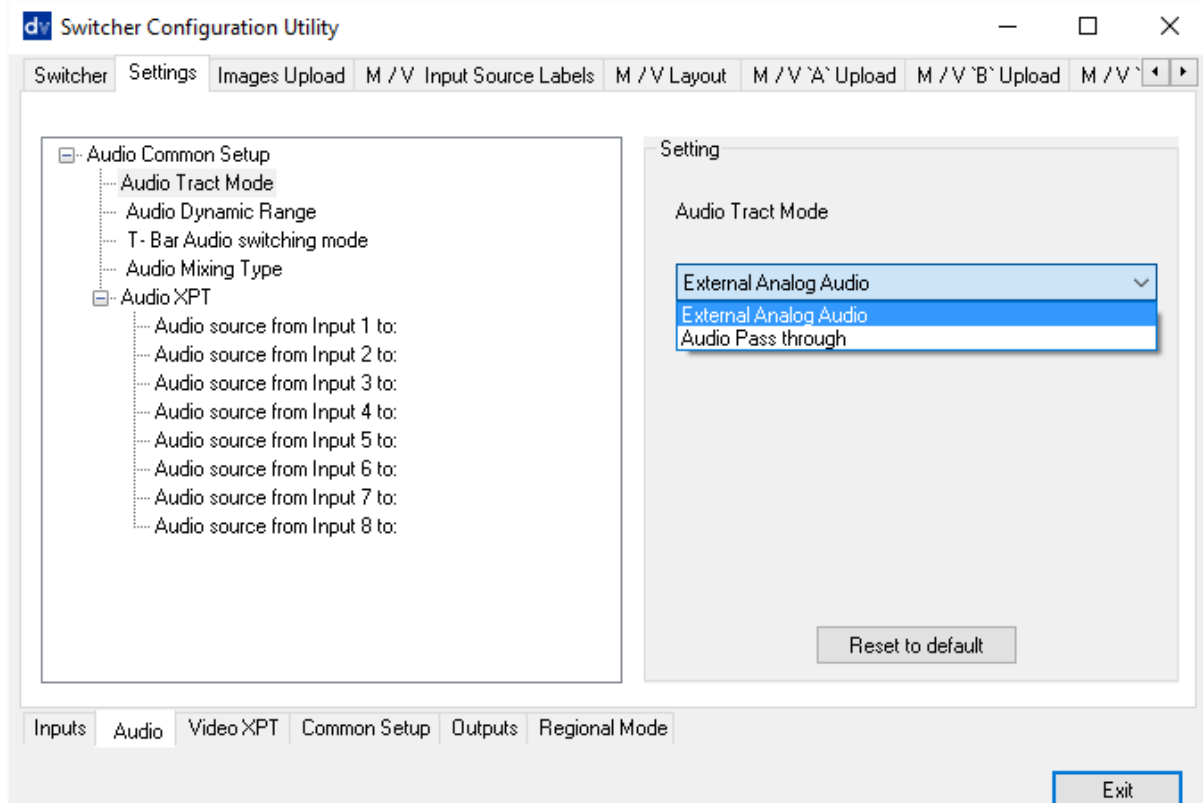 dv Switcher Configuration Utility
Switcher Settings Images Upload M / V Input Source Labels M / V Layout M / V `A` Upload M / V `B` Upload M / V `
Audio Common Setup
Audio Tract Mode
Audio Dynamic Range
T- Bar Audio switching mode
Audio Mixing Type
Audio XPT
Audio source from Input 1 to:
Audio source from Input 2 to:
Audio source from Input 3 to:
Audio source from Input 4 to:
Audio source from Input 5 to:
Audio source from Input 6 to:
Audio source from Input 7 to:
Audio source from Input 8 to:
Setting
Audio Tract Mode
External Analog Audio
External Analog Audio
Audio Pass through
Reset to default
Inputs Audio Video XPT Common Setup Outputs Regional Mode
Exit